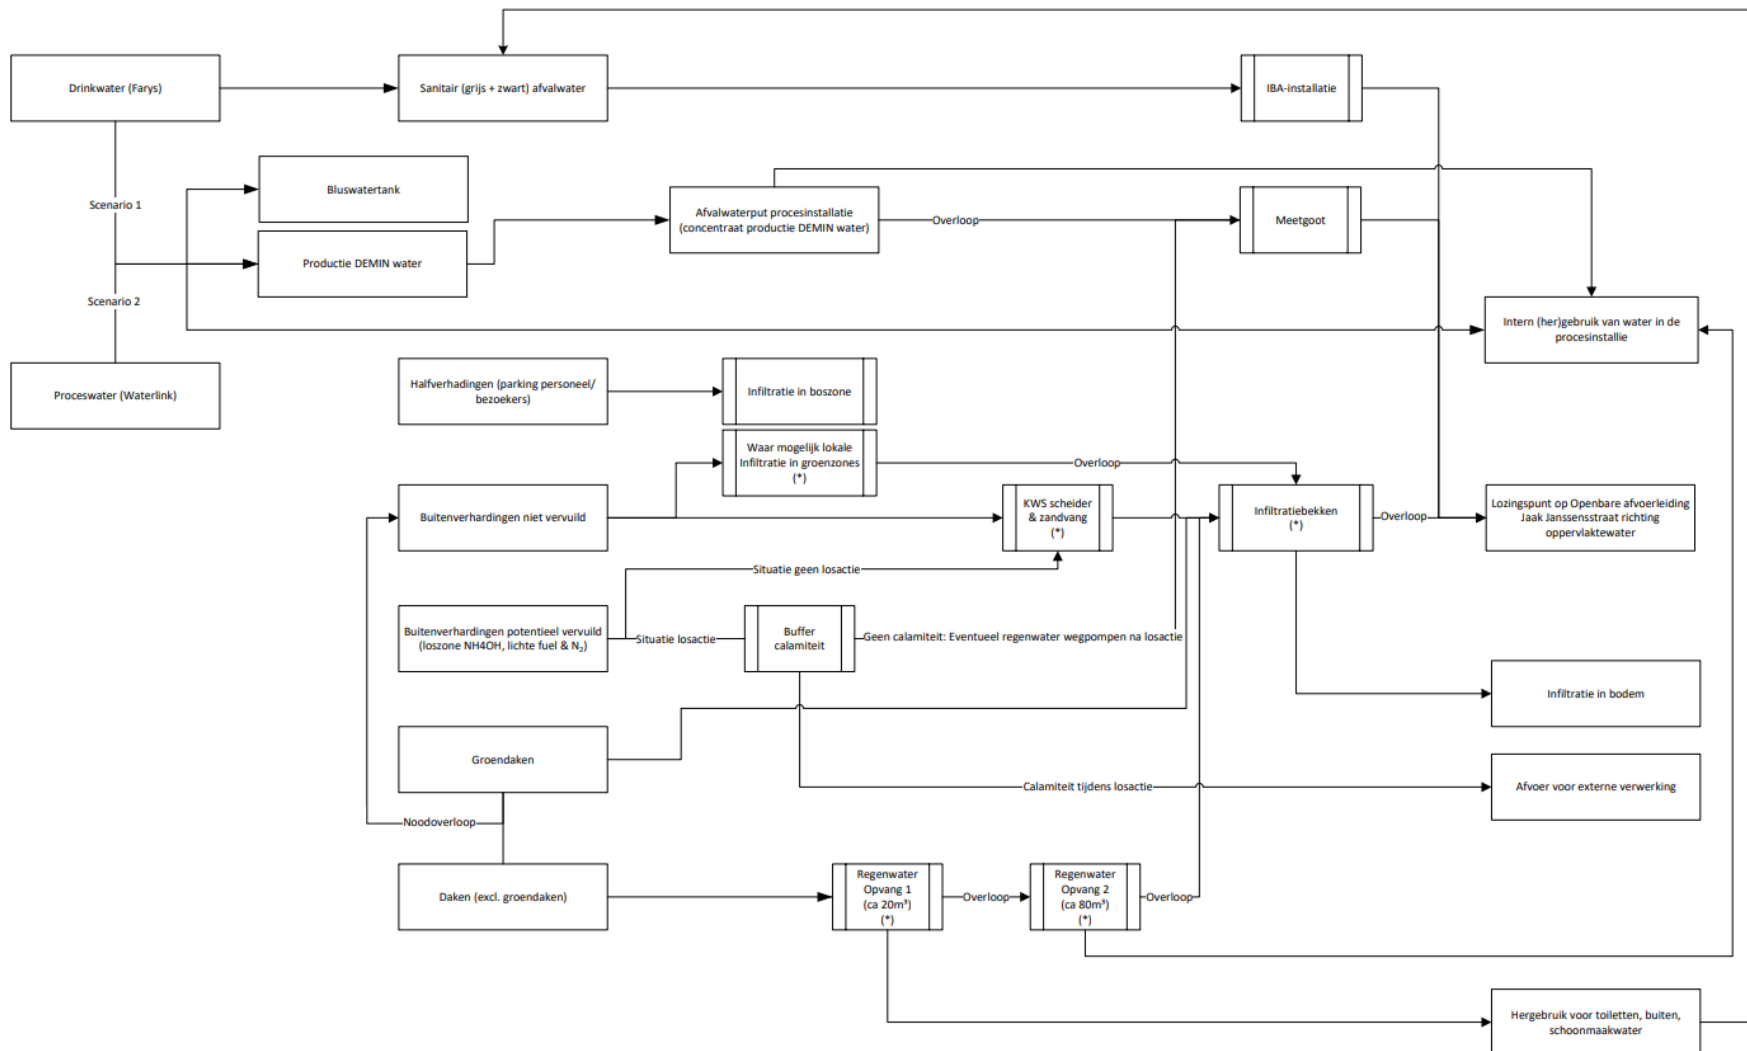 Drinkwater (Farys)
Sanitair (grijs + zwart) afvalwater
IBA-installatie
Scenario 1
Bluswatertank
Afvalwaterput procesinstallatie
(concentraat productie DEMIN water)
Overloop
Meetgoot
Productie DEMIN water
Scenario 2
Intern (her)gebruik van water in de
procesinstallie
Proceswater (Waterlink)
Halfverhadingen (parking personeel/
bezoekers)
Infiltratie in boszone
Waar mogelijk lokale
Infiltratie in groenzones
(*)
Overloop
Buitenverhardingen niet vervuild
KWS scheider
& zandvang
(*)
Infiltratiebekken
(*)
Overloop
Lozingspunt op Openbare afvoerleiding
Jaak Janssensstraat richting
oppervlaktewater
Situatie geen losactie
Buitenverhardingen potentieel vervuild
(loszone NH4OH, lichte fuel & N₂)
Situatie losactie
Buffer
calamiteit
Geen calamiteit: Eventueel regenwater wegpompen na losactie
Infiltratie in bodem
Groendaken
Calamiteit tijdens losactie
Afvoer voor externe verwerking
Noodoverloop
Daken (excl. groendaken)
Regenwater
Opvang 1
(ca 20m³)
(*)
Overloop
Regenwater
Opvang 2
(ca 80m³)
(*)
Overloop
Hergebruik voor toiletten, buiten,
schoonmaakwater